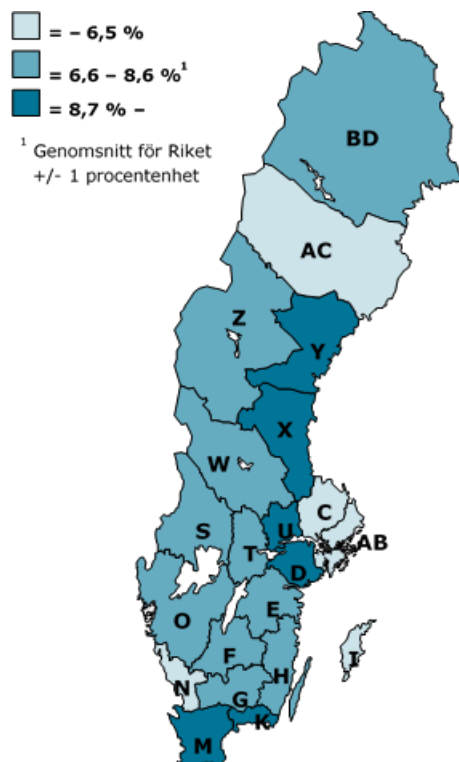 = – 6,5 %
= 6,6 – 8,6 %¹
= 8,7 % –
¹ Genomsnitt för Riket
+/- 1 procentenhet
BD
AC
Z
Y
X
W
C
S
U
AB
T
D
E
O
F
I
H
N
G
K
M